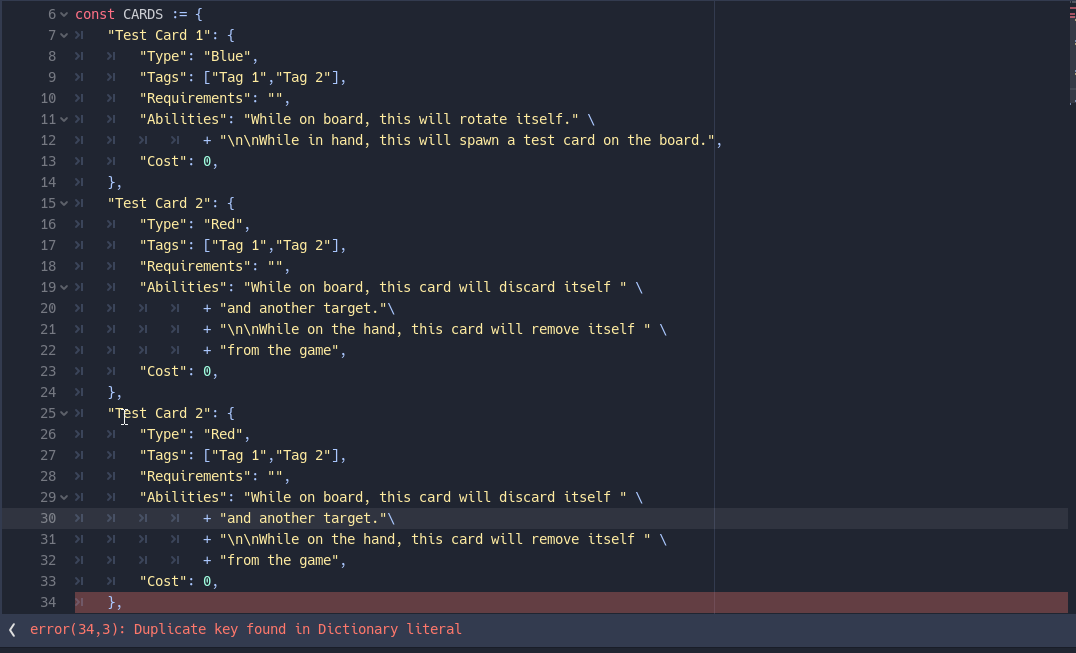 6 const CARDS := {
7 "Test Card 1": {
8 "Type": "Blue",
9 "Tags": ["Tag 1","Tag 2"],
10 "Requirements": "",
11 "Abilities": "While on board, this will rotate itself." \
12 + "\n\nWhile in hand, this will spawn a test card on the board.",
13 "Cost": 0,
14 },
15 "Test Card 2": {
16 "Type": "Red",
17 "Tags": ["Tag 1","Tag 2"],
18 "Requirements": "",
19 "Abilities": "While on board, this card will discard itself " \
20 + "and another target."\
21 + "\n\nWhile on the hand, this card will remove itself " \
22 + "from the game",
23 "Cost": 0,
24 },
25 "Test Card 2": {
26 "Type": "Red",
27 "Tags": ["Tag 1","Tag 2"],
28 "Requirements": "",
29 "Abilities": "While on board, this card will discard itself " \
30 + "and another target."\
31 + "\n\nWhile on the hand, this card will remove itself " \
32 + "from the game",
33 "Cost": 0,
34 },
error(34,3): Duplicate key found in Dictionary literal